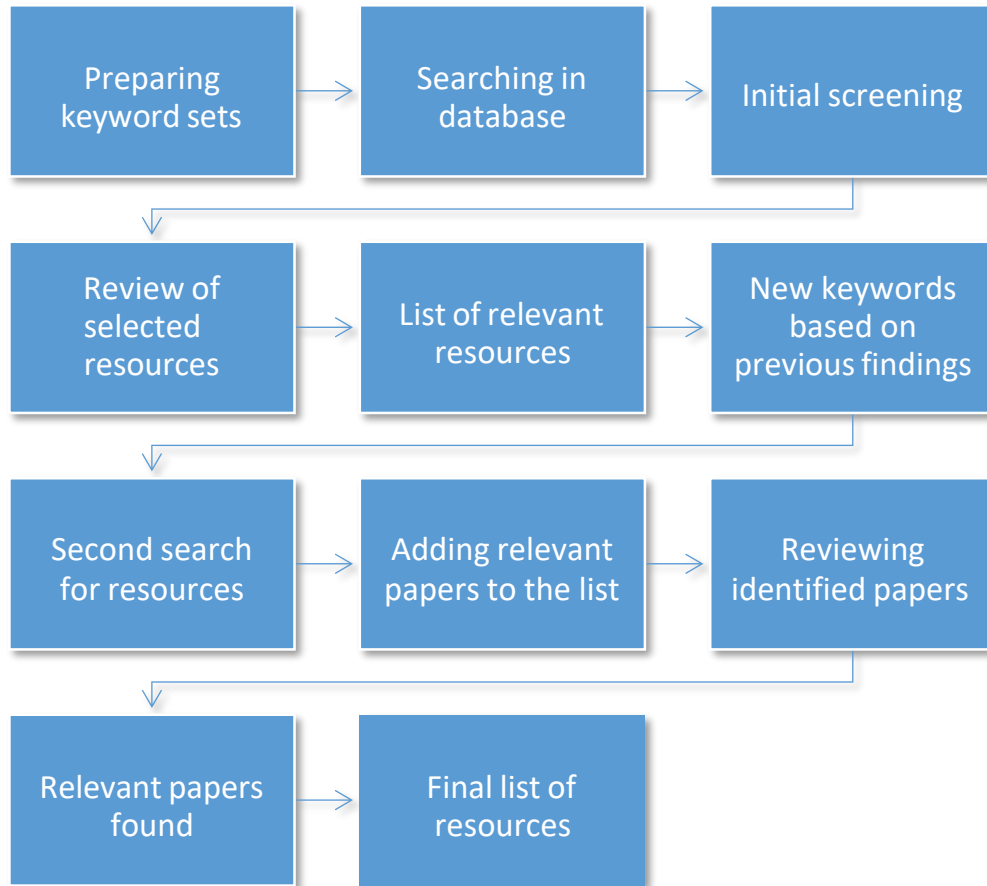 Preparing
keyword sets
Searching in
database
Initial screening
Review of
selected
resources
List of relevant
resources
New keywords
based on
previous findings
Second search
for resources
Adding relevant
papers to the list
Reviewing
identified papers
Relevant papers
found
Final list of
resources